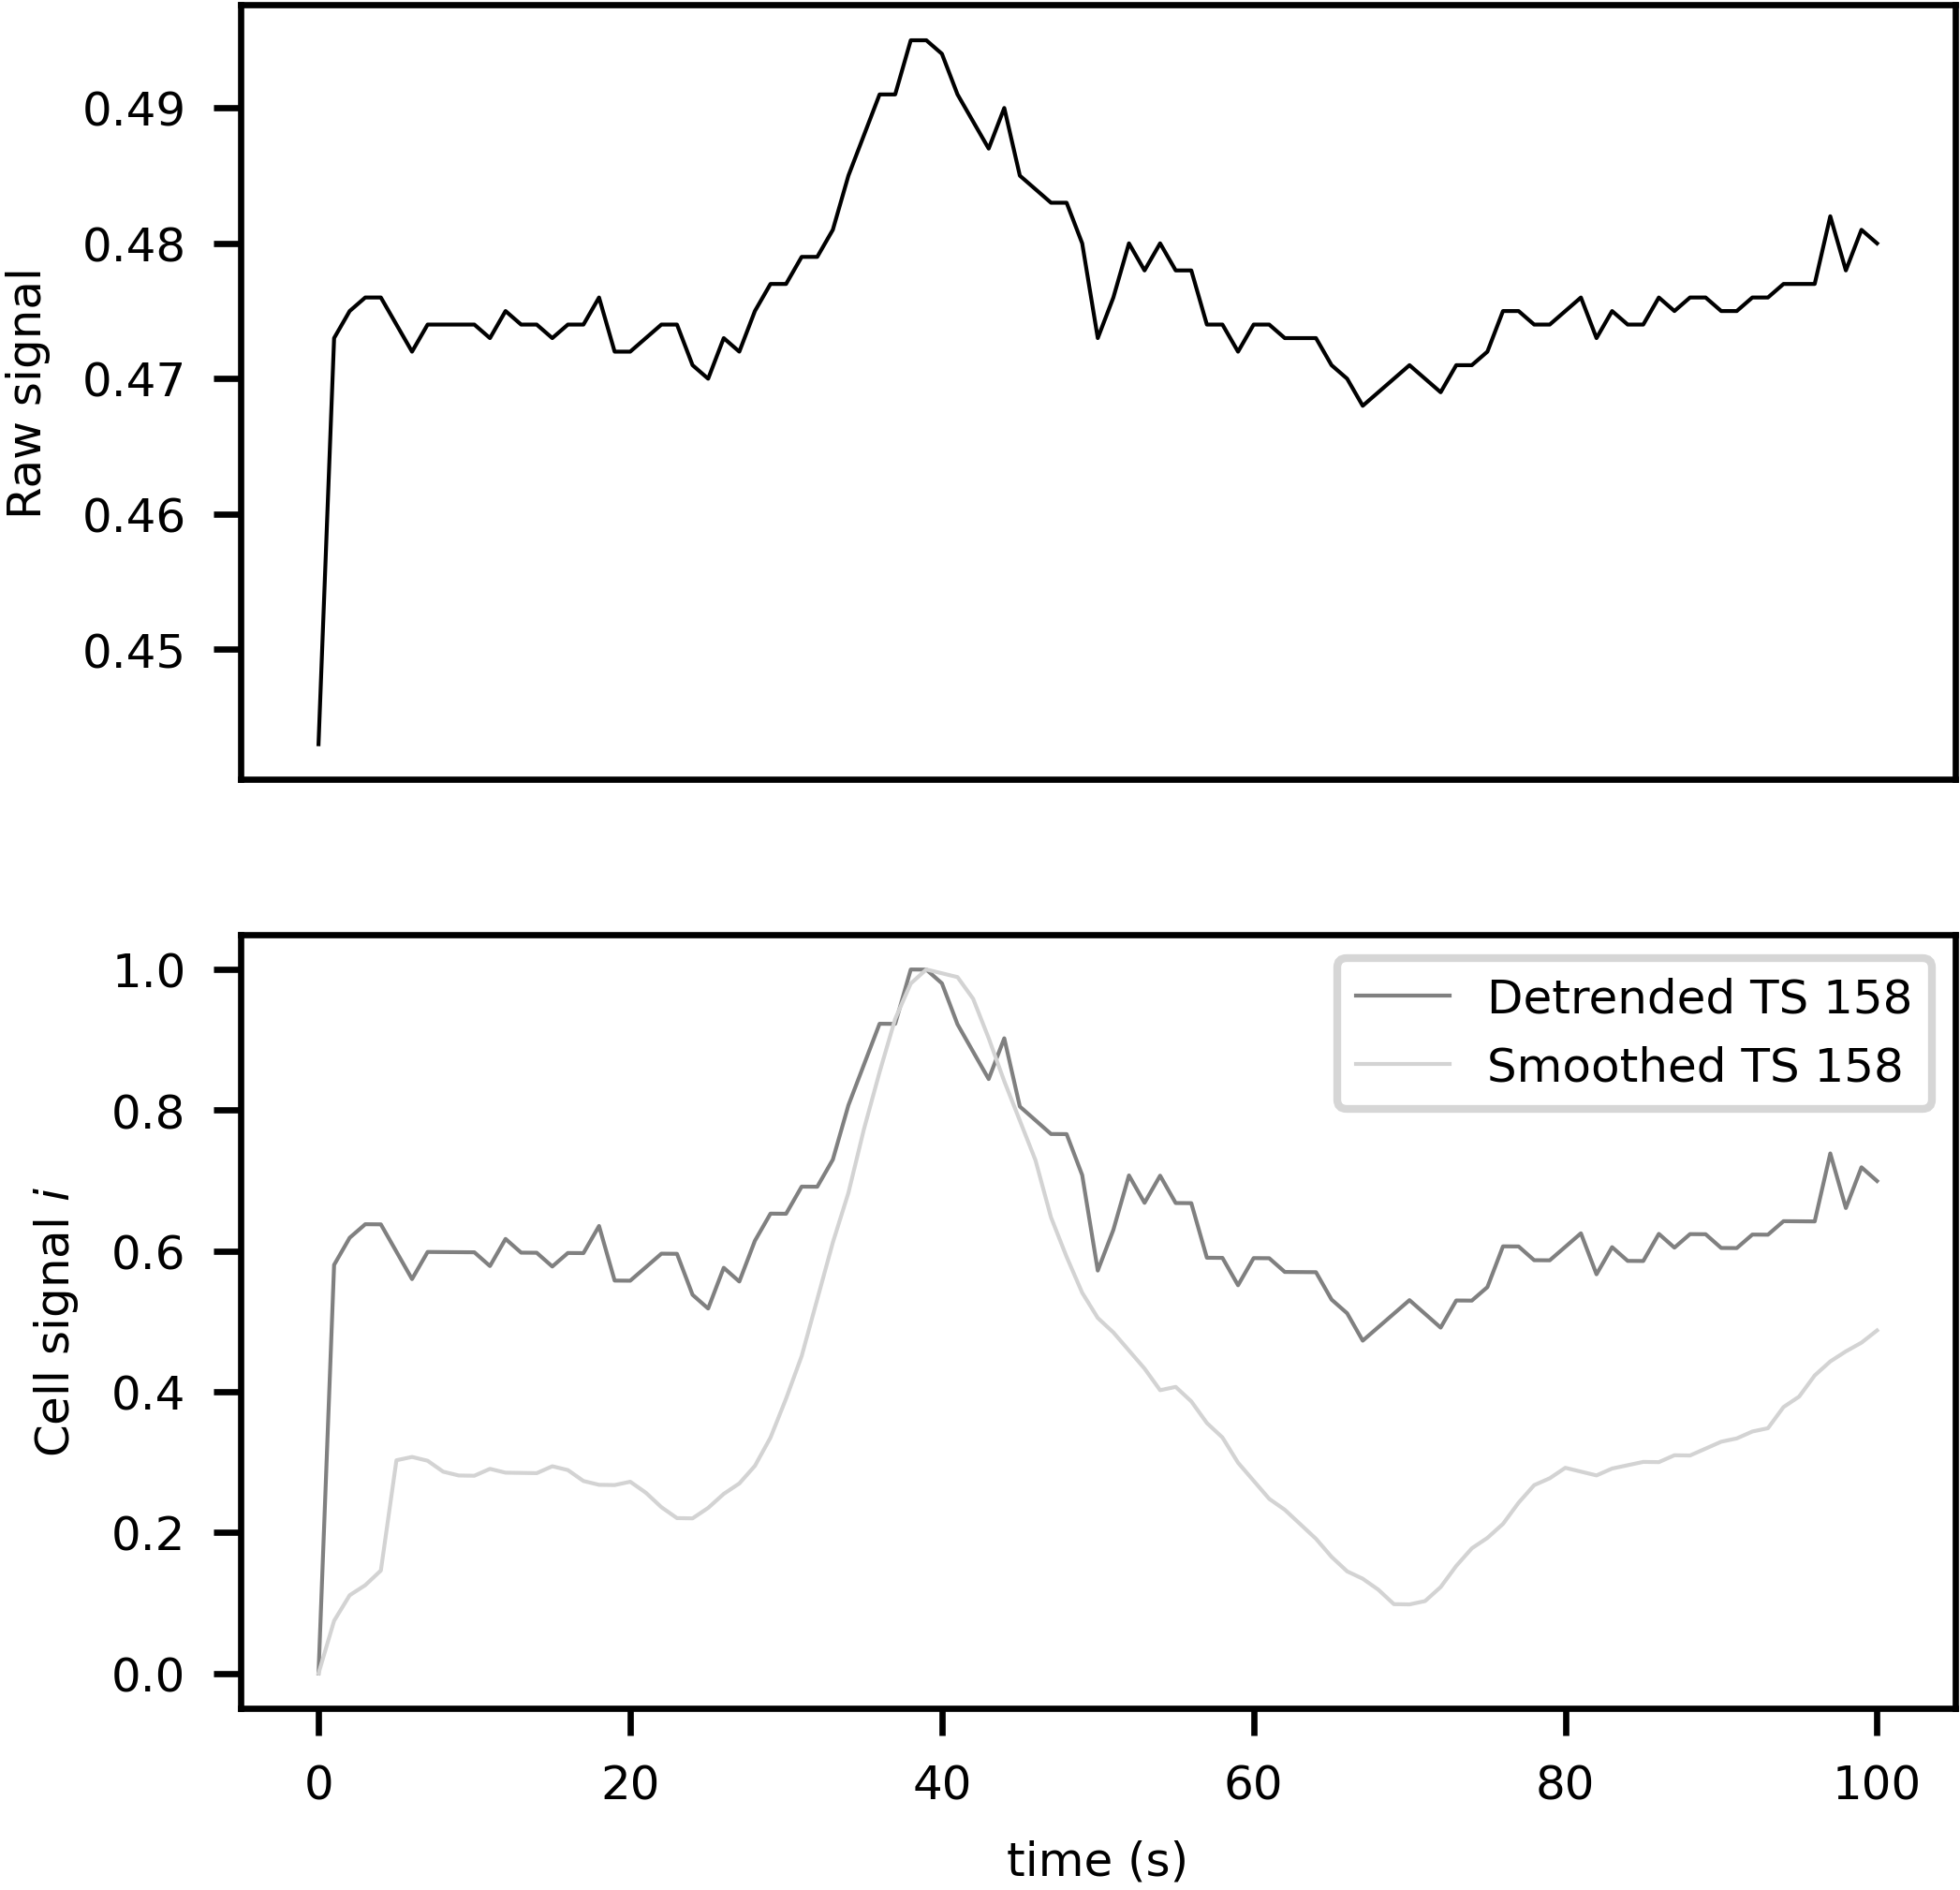 Raw signal
0.49
0.48
0.47
0.46
0.45
Cell signal i
1.0
0.8
0.6
0.4
0.2
0.0
Detrended TS 158
Smoothed TS 158
0 20 40 60 80 100
time (s)